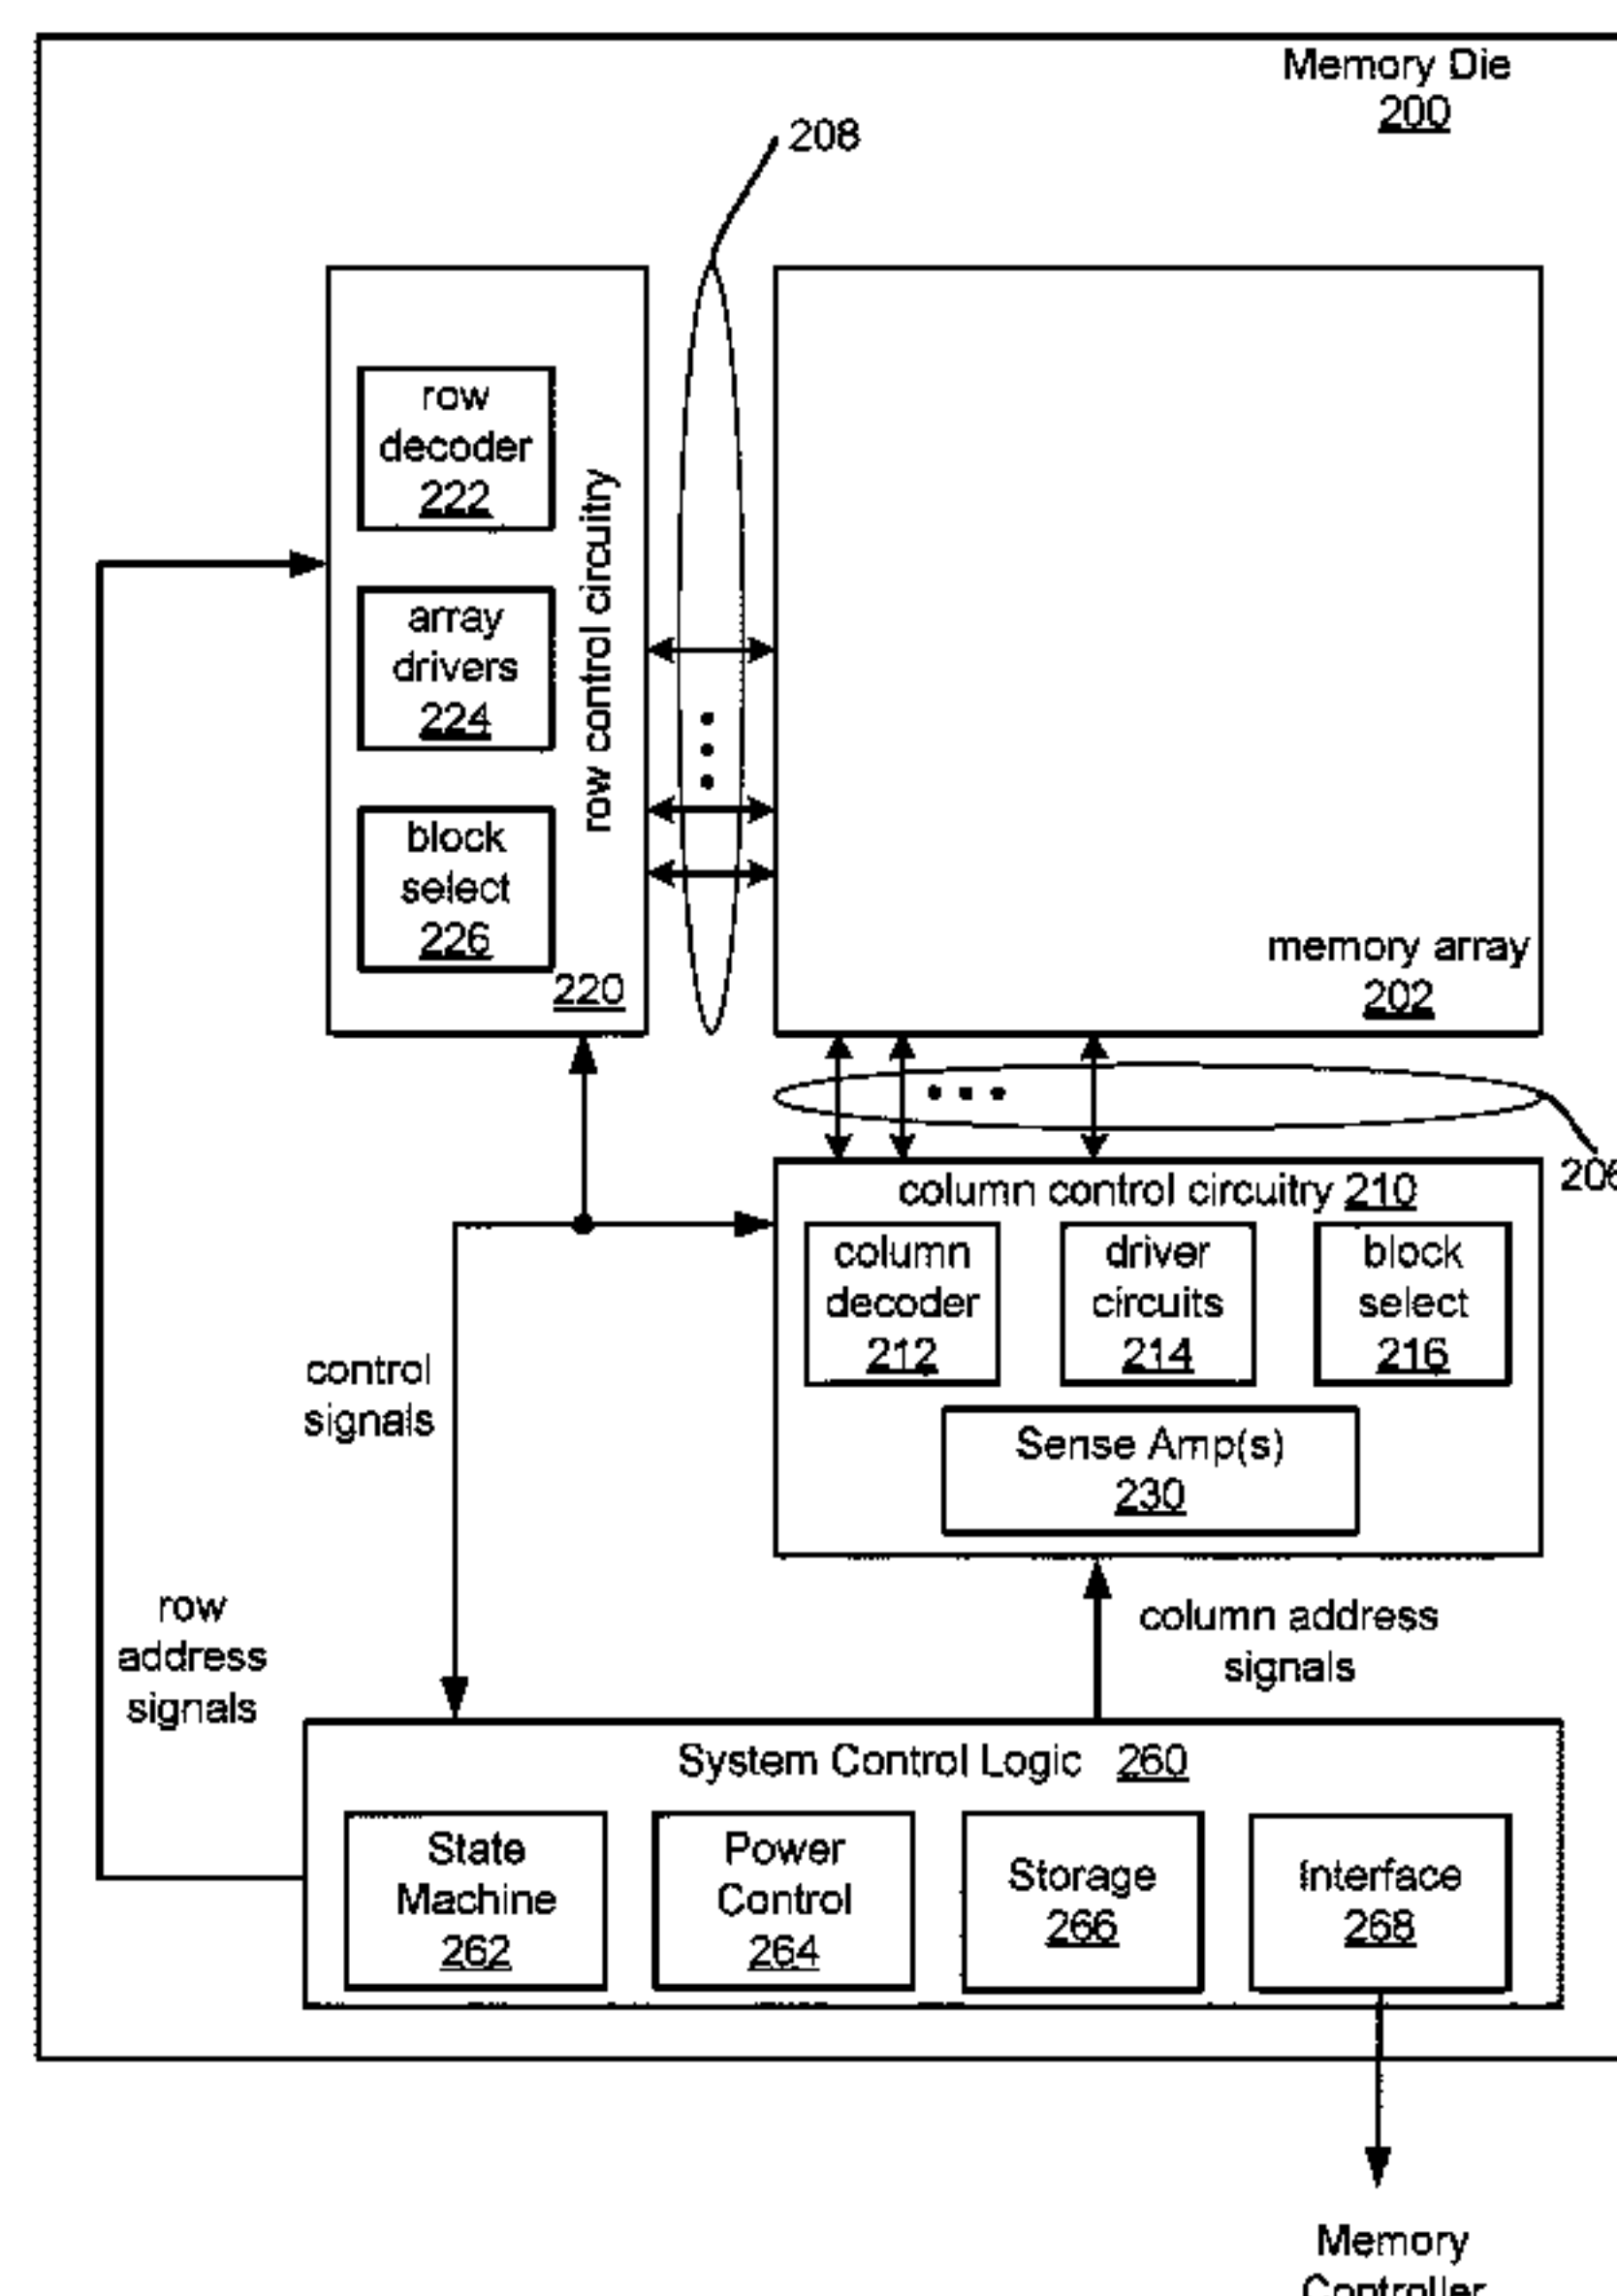 Memory Die
200
208
row
decoder
222
array
drivers
224
block
select
226
row control circuitry
220
memory array
202
column control circuitry 210
column
decoder
212
driver
circuits
214
block
select
216
Sense Amp(s)
230
control
signals
row
address
signals
column address
signals
System Control Logic 260
State
Machine
262
Power
Control
264
Storage
266
Interface
268
Memory
Controller